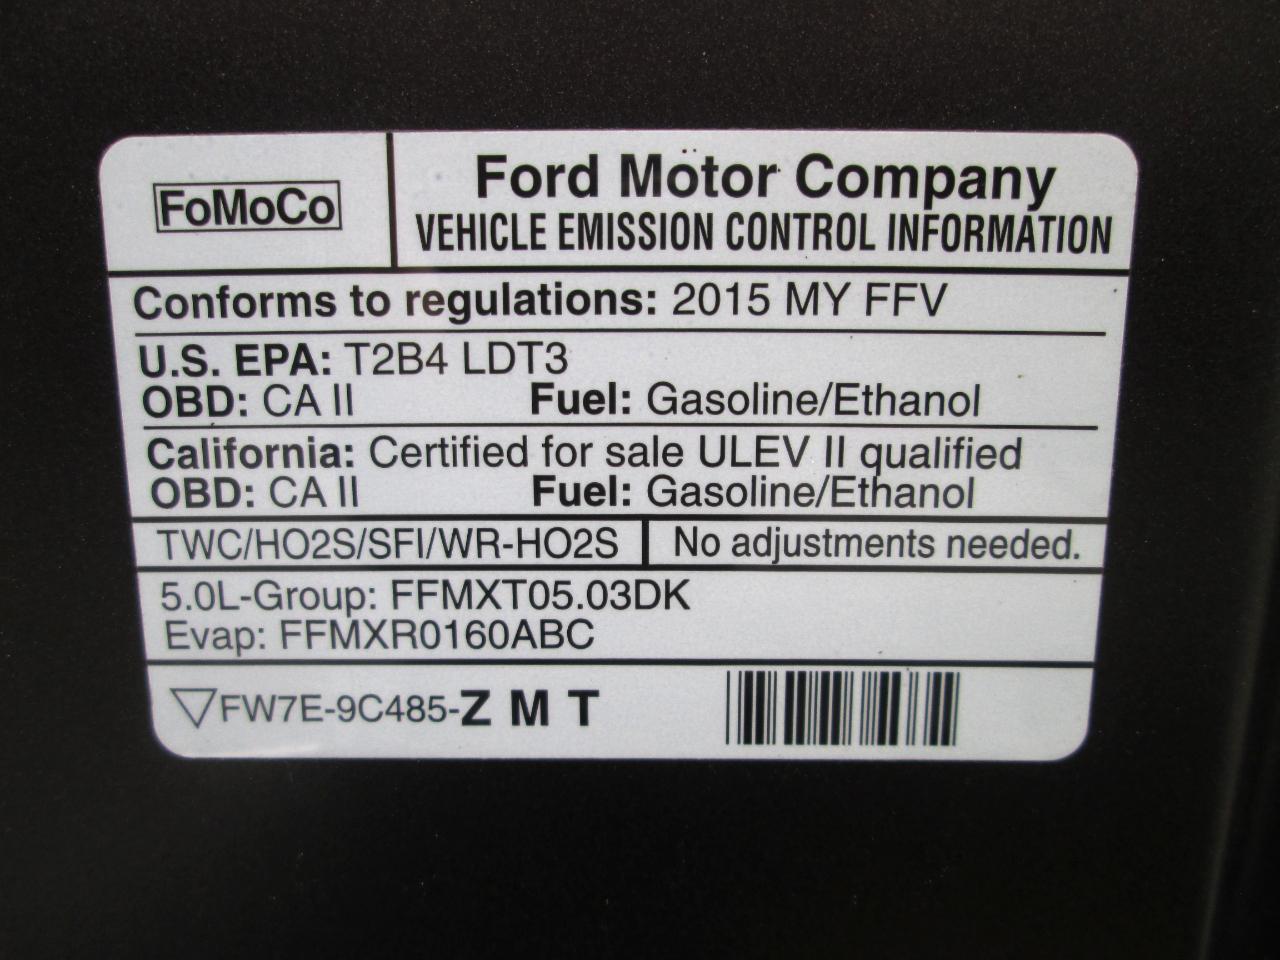 FoMoCo
Ford Motor Company
VEHICLE EMISSION CONTROL INFORMATION
Conforms to regulations: 2015 MY FFV
U.S. EPA: T2B4 LDT3
OBD: CA II Fuel: Gasoline/Ethanol
California: Certified for sale ULEV II qualified
OBD: CA II Fuel: Gasoline/Ethanol
TWC/HO2S/SFI/WR-HO2S No adjustments needed.
5.0L-Group: FFMXT05.03DK
Evap: FFMXR0160ABC
▽FW7E-9C485-Z M T